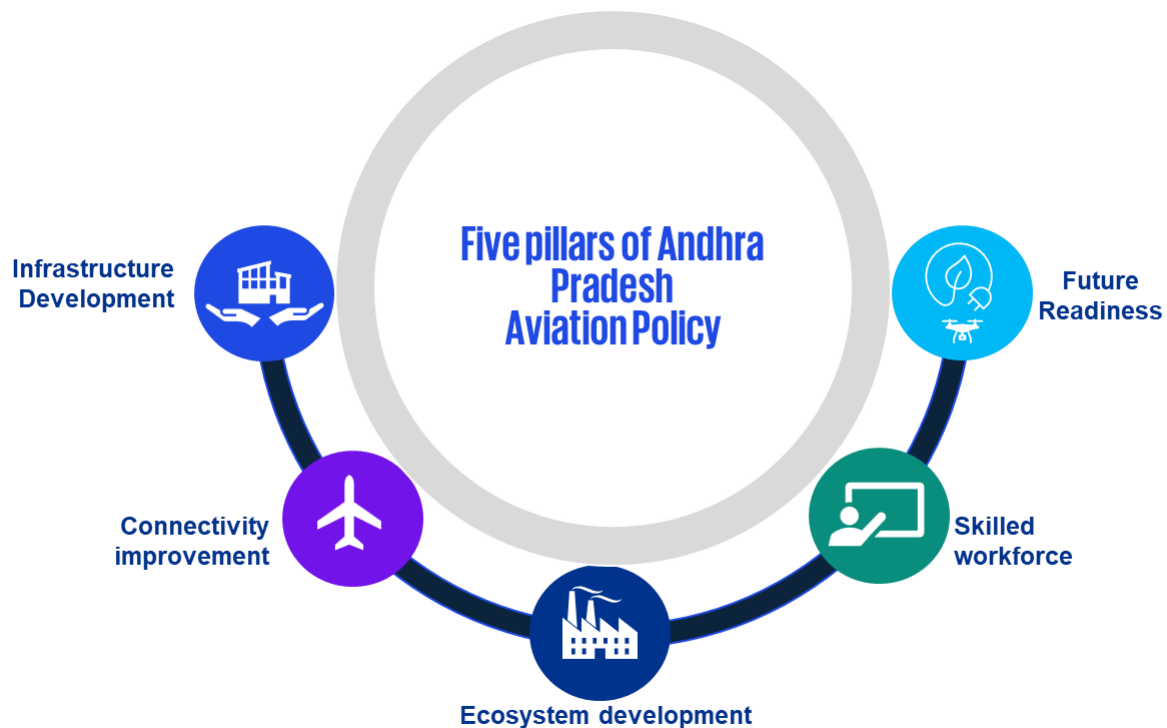 Five pillars of Andhra
Pradesh
Aviation Policy
Infrastructure
Development
Connectivity
improvement
Ecosystem development
Skilled
workforce
Future
Readiness